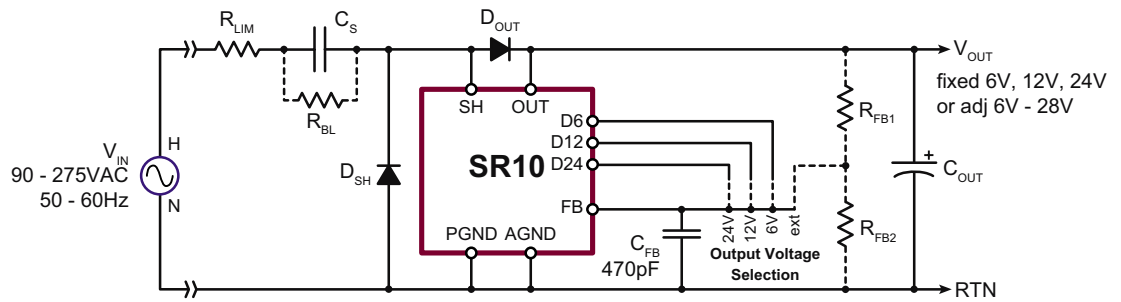 R_LIM
C_S
D_OUT
V_OUT
fixed 6V, 12V, 24V
or adj 6V - 28V
R_BL
SH
OUT
D6
D12
D24
FB
SR10
PGND
AGND
V_IN
90 - 275VAC
50 - 60Hz
H
N
D_SH
R_FB1
C_OUT
+
R_FB2
C_FB
470pF
24V
12V
6V
ext
Output Voltage
Selection
RTN